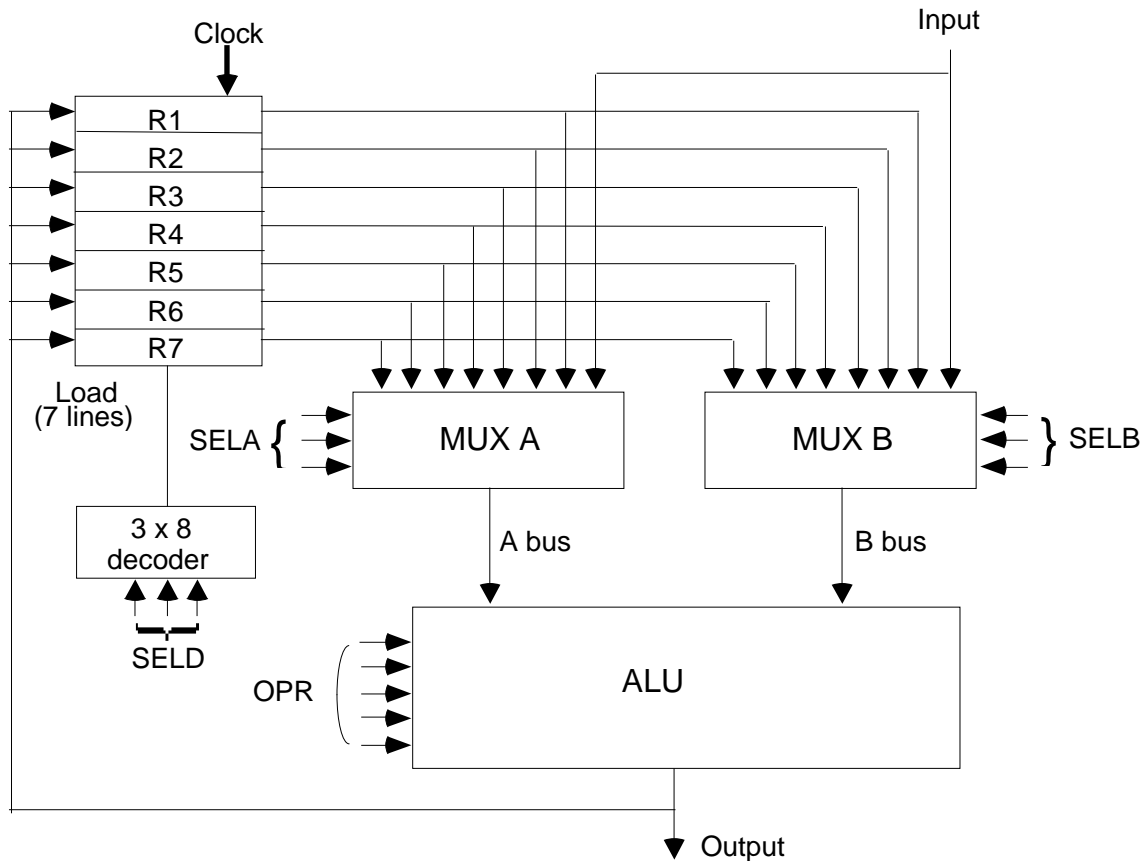 Clock
Input
R1
R2
R3
R4
R5
R6
R7
Load
(7 lines)
SELA {
MUX A
MUX B
} SELB
3 x 8
decoder
A bus
B bus
SELD
OPR
ALU
Output